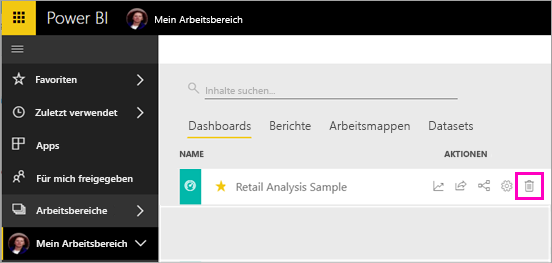 Power BI Mein Arbeitsbereich
Favoriten
Zuletzt verwendet
Apps
Für mich freigegeben
Arbeitsbereiche
Mein Arbeitsbereich
Inhalte suchen...
Dashboards Berichte Arbeitsmappen Datasets
NAME AKTIONEN
Retail Analysis Sample